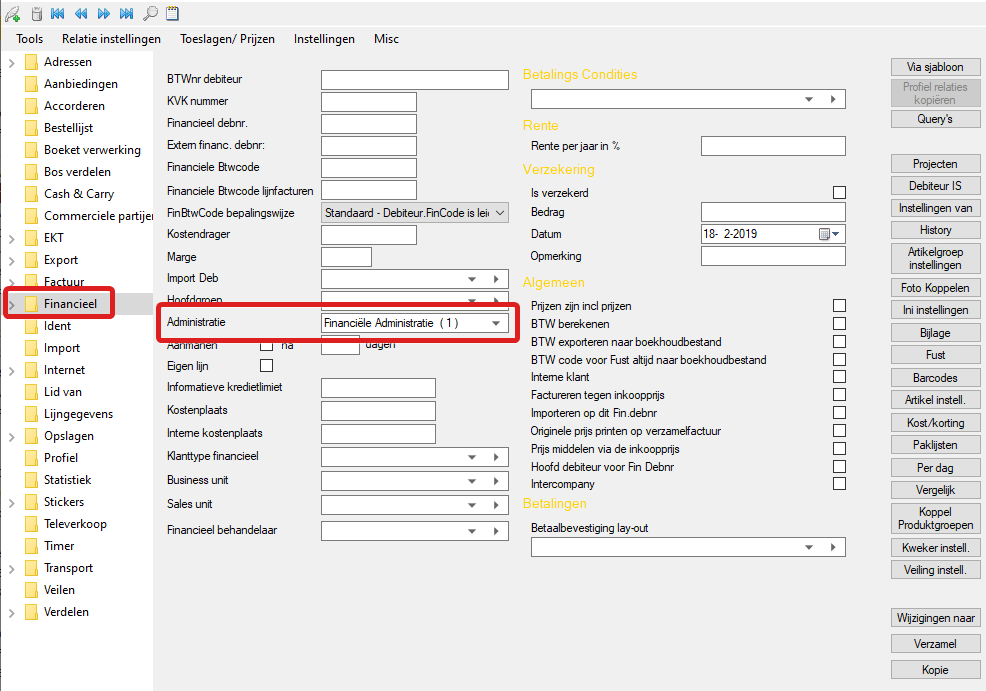 Tools Relatie instellingen Toeslagen/ Prijzen Instellingen Misc
Adressen
Aanbiedingen
Accorderen
Bestellijst
Boeket verwerking
Bos verdelen
Cash & Carry
Commerciele partijen
EKT
Export
Factuur
Financieel
Ident
Import
Internet
Lid van
Lijngegevens
Opslagen
Profiel
Statistiek
Stickers
Televerkoop
Timer
Transport
Veilen
Verdelen
BTWnr debiteur
KVK nummer
Financieel debnr.
Extern financ. debnr:
Financiele Btwcode
Financiele Btwcode lijnfacturen
FinBtwCode bepalingswijze Standaard - Debiteur.FinCode is leid
Kostendrager
Marge
Import Deb
Hoofdgroep
Administratie Financiële Administratie ( 1 )
Aanmanen na dagen
Eigen lijn
Informatieve kredietlimiet
Kostenplaats
Interne kostenplaats
Klanttype financieel
Business unit
Sales unit
Financieel behandelaar
Betalings Condities
Rente
Rente per jaar in %
Verzekering
Is verzekerd
Bedrag
Datum 18- 2-2019
Opmerking
Algemeen
Prijzen zijn incl prijzen
BTW berekenen
BTW exporteren naar boekhoudbestand
BTW code voor Fust altijd naar boekhoudbestand
Interne klant
Factureren tegen inkoopprijs
Importeren op dit Fin.debnr
Originele prijs printen op verzamelfactuur
Prijs middelen via de inkoopprijs
Hoofd debiteur voor Fin Debnr
Intercompany
Betalingen
Betaalbevestiging lay-out
Via sjabloon
Profiel relaties
kopiëren
Query's
Projecten
Debiteur IS
Instellingen van
History
Artikelgroep
instellingen
Foto Koppelen
Ini instellingen
Bijlage
Fust
Barcodes
Artikel instell.
Kost/korting
Paklijsten
Per dag
Vergelijk
Koppel
Produktgroepen
Kweker instell.
Veiling instell.
Wijzigingen naar
Verzamel
Kopie